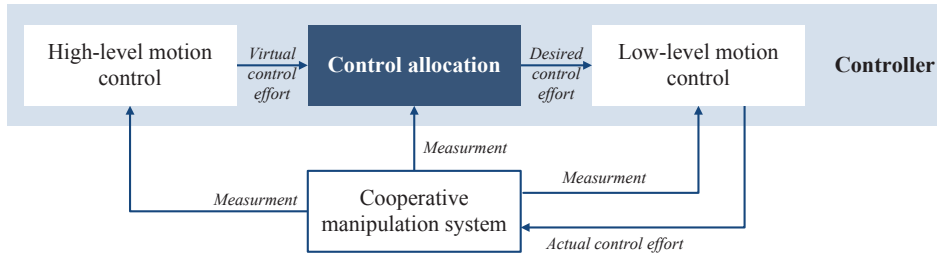 High-level motion
control
Virtual
control
effort
Control allocation
Desired
control
effort
Low-level motion
control
Controller
Measurment
Measurment
Cooperative
manipulation system
Measurment
Actual control effort